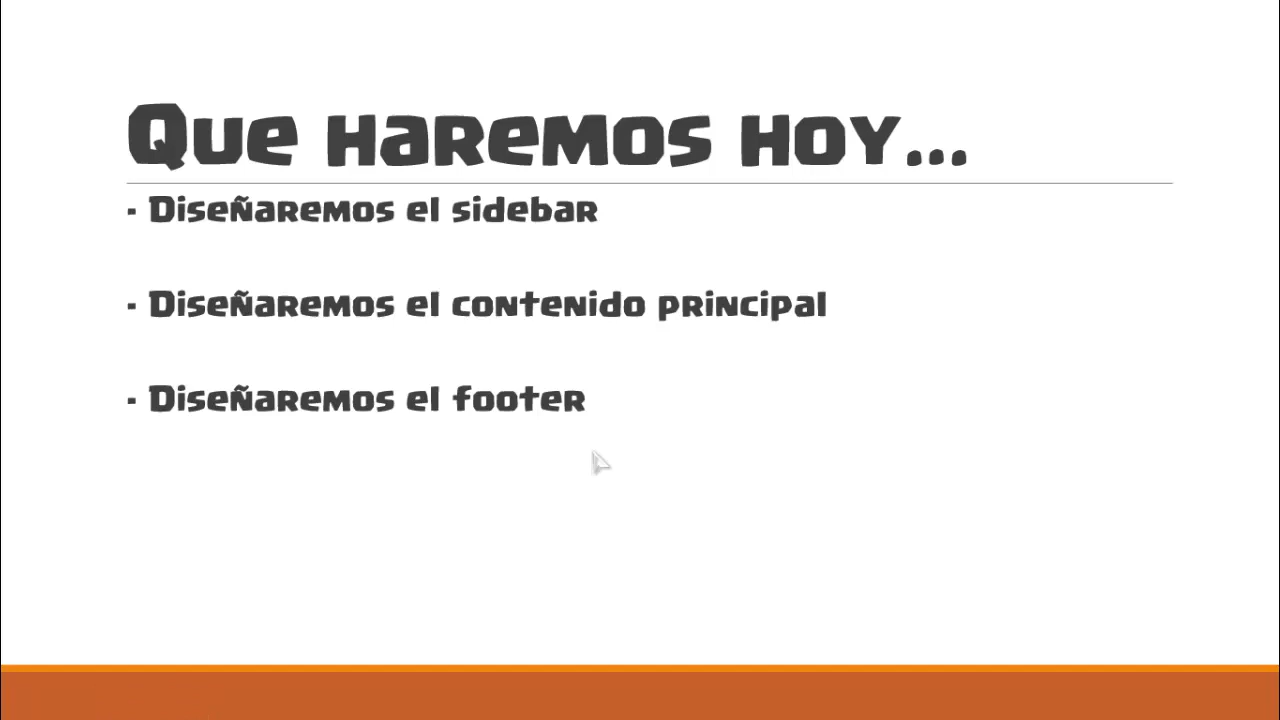 Que haremos hoy...
- Diseñaremos el sidebar
- Diseñaremos el contenido principal
- Diseñaremos el footer